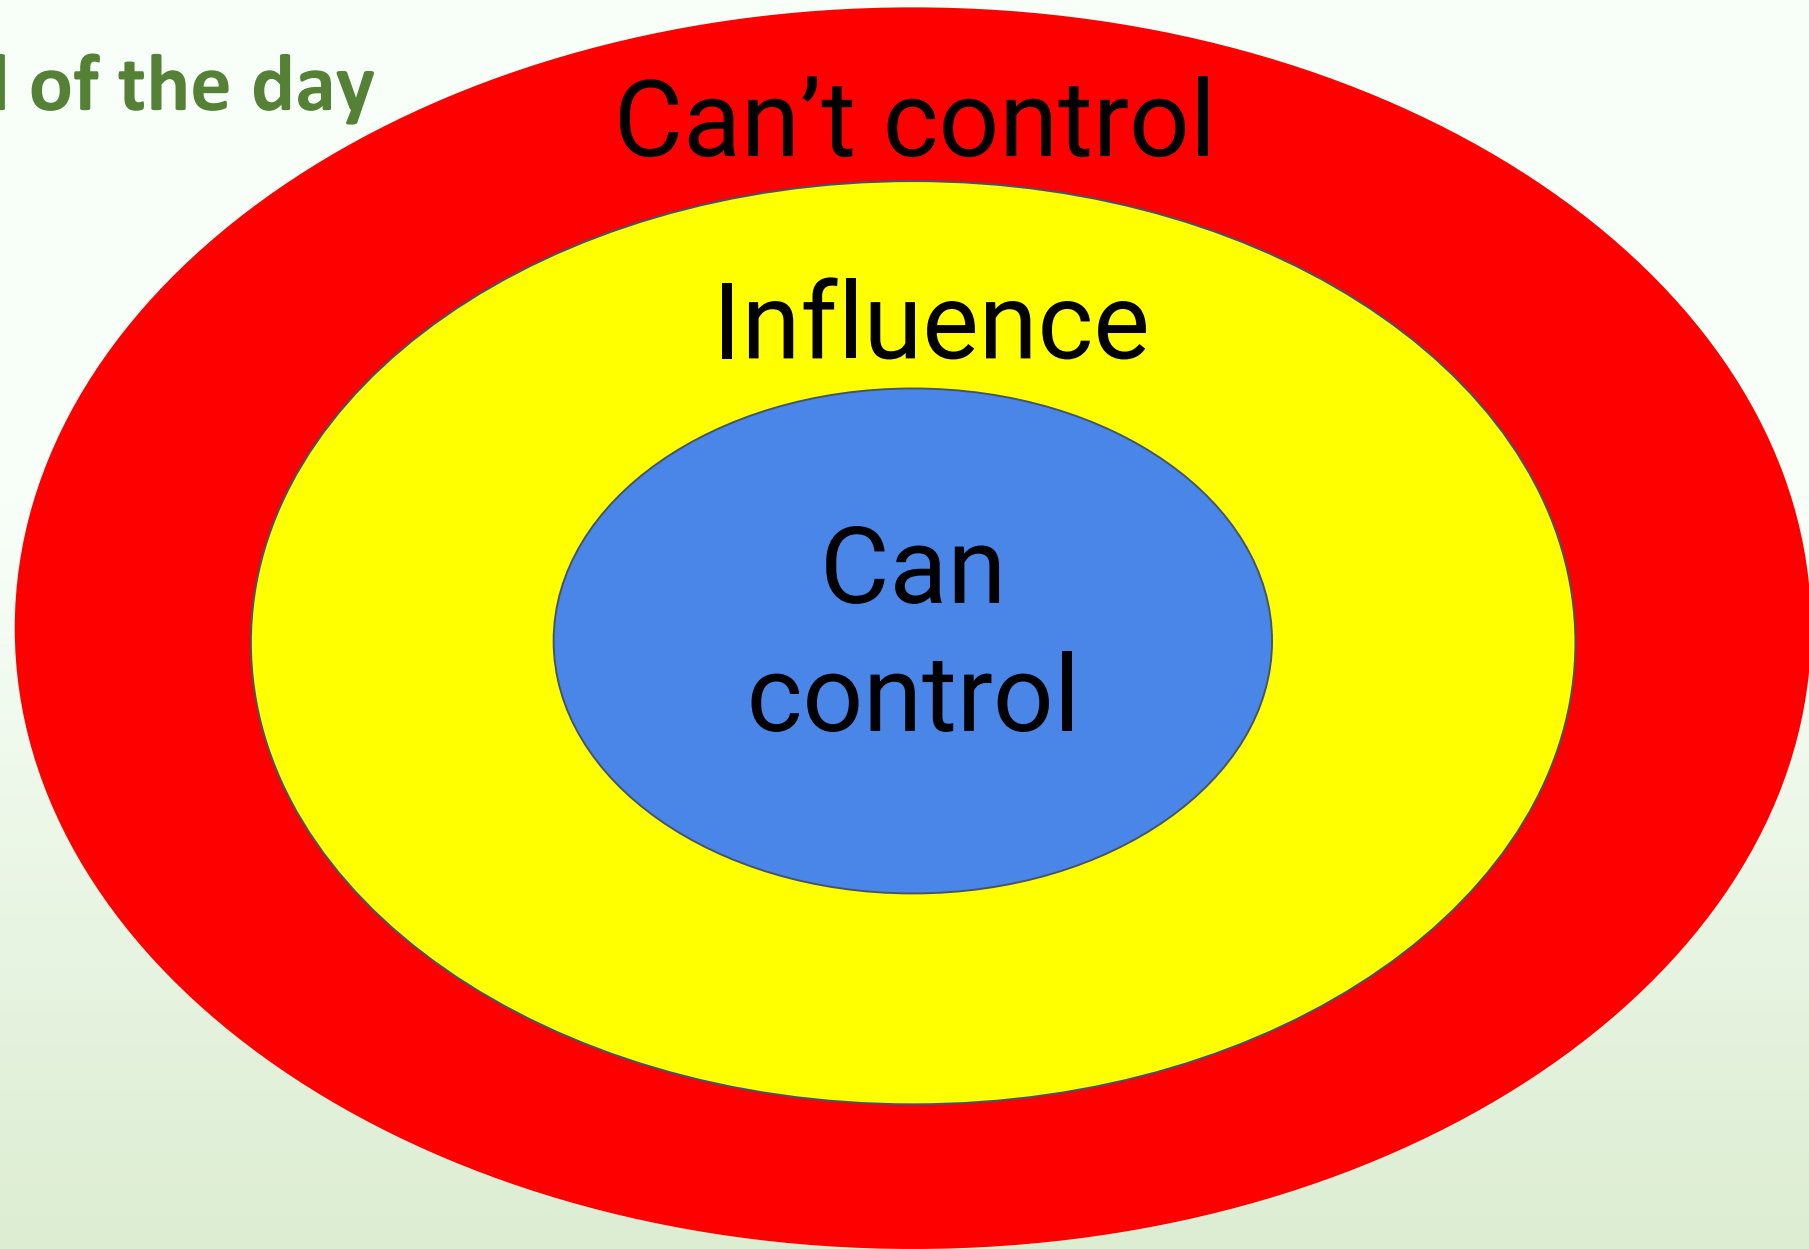 of the day
Can’t control
Influence
Can
control